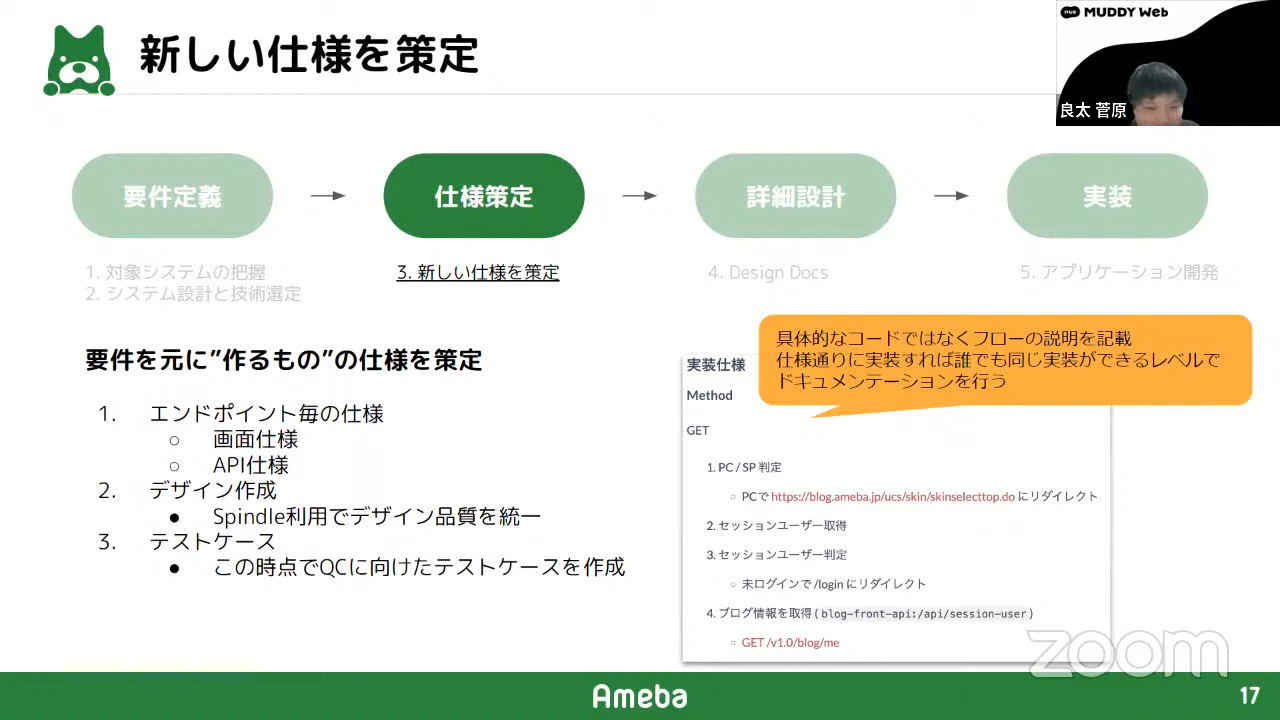 新しい仕様を策定
MUDDY Web
良太 菅原
要件定義
仕様策定
詳細設計
実装
1. 対象システムの把握
2. システム設計と技術選定
3. 新しい仕様を策定
4. Design Docs
5. アプリケーション開発
要件を元に”作るもの”の仕様を策定
1. エンドポイント毎の仕様
○ 画面仕様
○ API仕様
2. デザイン作成
● Spindle利用でデザイン品質を統一
3. テストケース
● この時点でQCに向けたテストケースを作成
具体的なコードではなくフローの説明を記載
仕様通りに実装すれば誰でも同じ実装ができるレベルで
ドキュメンテーションを行う
実装仕様
Method
GET
1. PC / SP 判定
○ PCで https://blog.ameba.jp/ucs/skin/skinselecttop.do にリダイレクト
2. セッションユーザー取得
3. セッションユーザー判定
○ 未ログインで /login にリダイレクト
4. ブログ情報を取得 ( blog-front-api:/api/session-user )
○ GET /v1.0/blog/me
zoom
Ameba
17